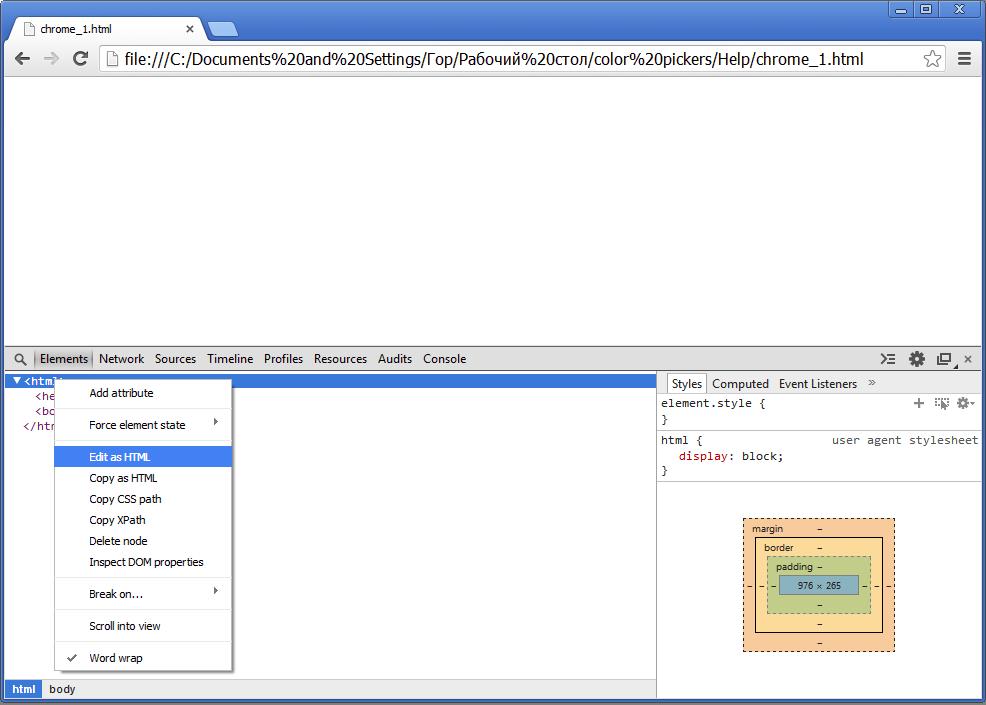 chrome_1.html
file:///C:/Documents%20and%20Settings/Гор/Рабочий%20стол/color%20pickers/Help/chrome_1.html
Elements Network Sources Timeline Profiles Resources Audits Console
<html>
<he
<bo
</htm
Add attribute
Force element state
Edit as HTML
Copy as HTML
Copy CSS path
Copy XPath
Delete node
Inspect DOM properties
Break on...
Scroll into view
Word wrap
html body
Styles Computed Event Listeners »
element.style {
}
html { user agent stylesheet
display: block;
}
margin –
border –
padding –
– – – 976 × 265 – – –
–
–
–